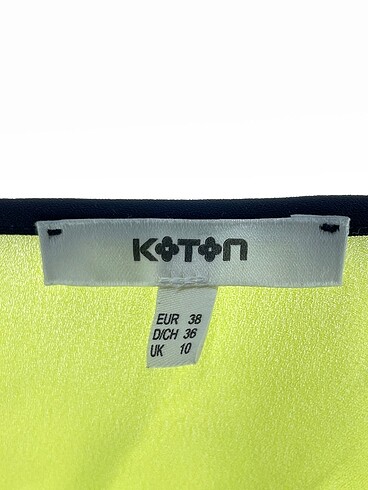 KOTON
EUR 38
D/CH 36
UK 10